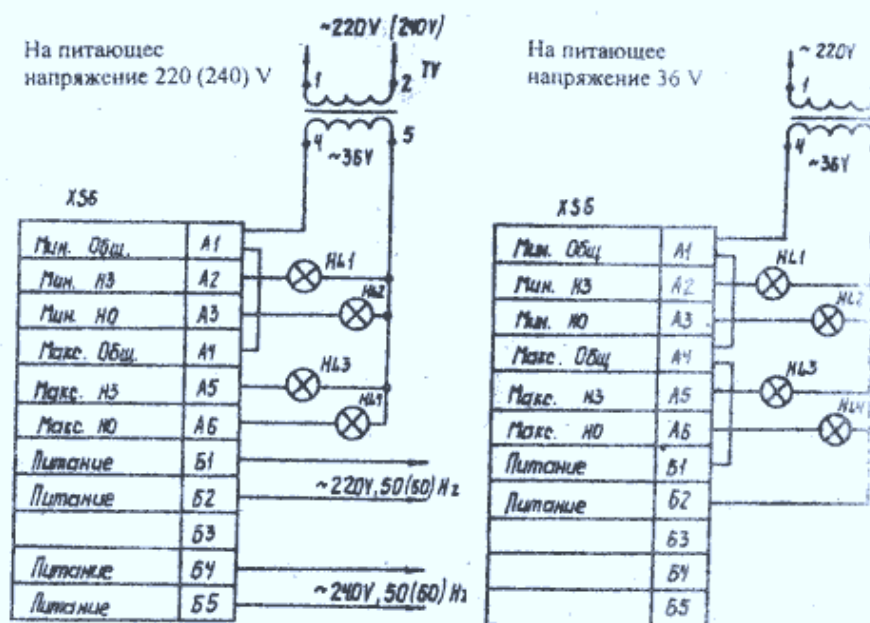 На питающее
напряжение 220 (240) V
~220V (240V)
1
2
TV
4
5
~36V
XS6
Мин. Общ. A1
Мин. НЗ A2
Мин. НО A3
Макс. Общ. A4
Макс. НЗ A5
Макс. НО A6
Питание Б1
Питание Б2
Б3
Питание Б4
Питание Б5
HL1
HL2
HL3
HL4
~220V, 50(60) Hz
~240V, 50(60) Hz
На питающее
напряжение 36 V
~220V
1
4
~36V
XS6
Мин. Общ A1
Мин. НЗ A2
Мин. НО A3
Макс. Общ A4
Макс. НЗ A5
Макс. НО A6
Питание Б1
Питание Б2
Б3
Б4
Б5
HL1
HL2
HL3
HL4